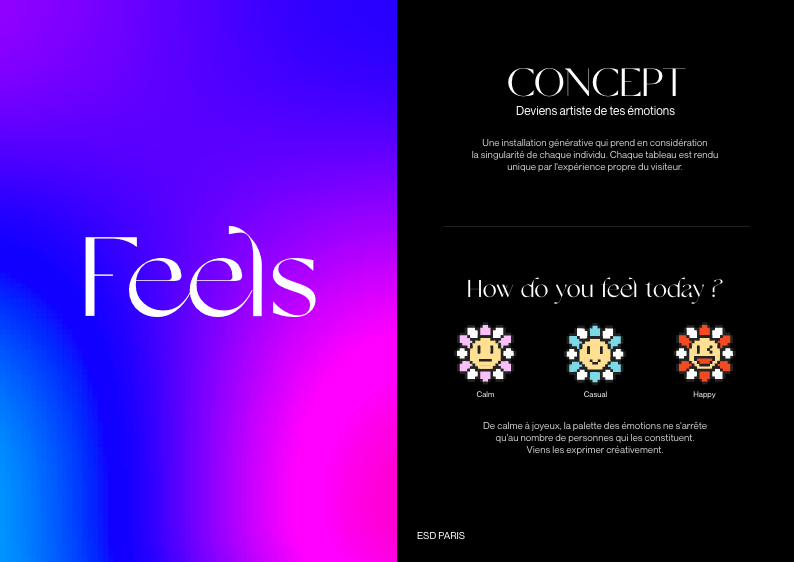 Feels
CONCEPT
Deviens artiste de tes émotions
Une installation générative qui prend en considération
la singularité de chaque individu. Chaque tableau est rendu
unique par l'expérience propre du visiteur.
How do you feel today ?
Calm
Casual
Happy
De calme à joyeux, la palette des émotions ne s'arrête
qu'au nombre de personnes qui les constituent.
Viens les exprimer créativement.
ESD PARIS